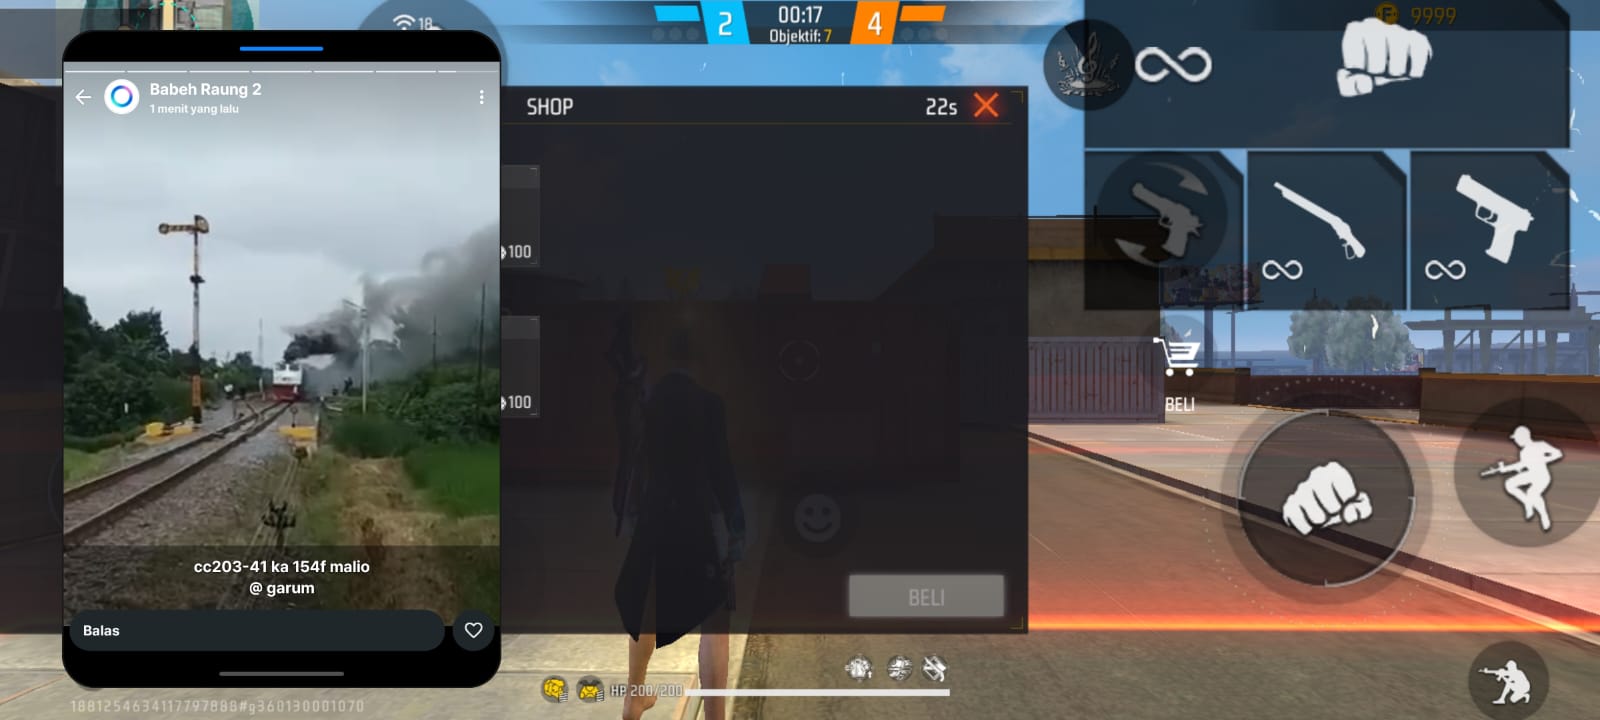 18
2
00:17
Objektif: 7
4
9999
Babeh Raung 2
1 menit yang lalu
SHOP
22s
100
100
BELI
cc203-41 ka 154f malio
@ garum
BELI
Balas
HP 200/200
1881254634117797888#g360130001070